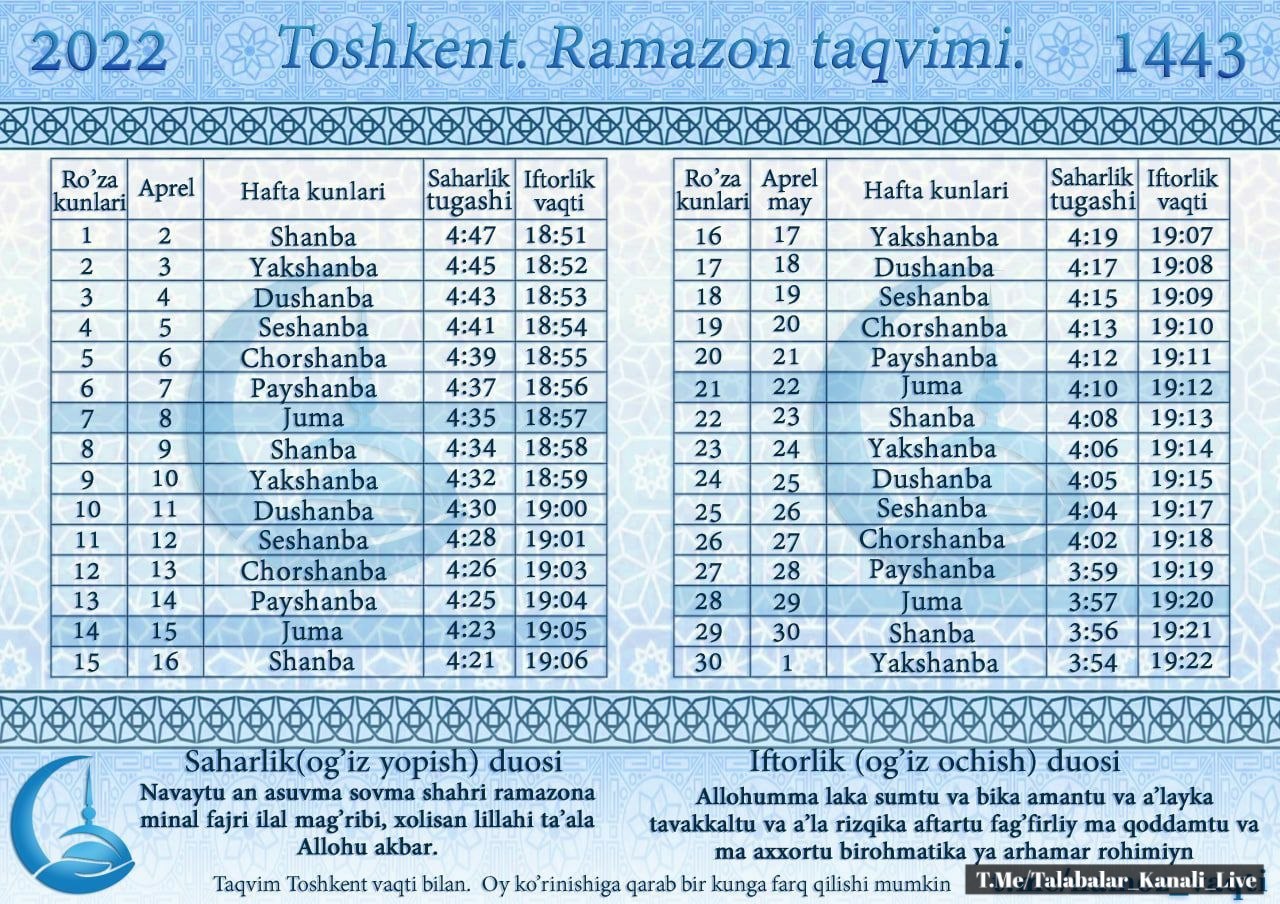 2022 Toshkent. Ramazon taqvimi. 1443
Ro’za kunlari Aprel Hafta kunlari Saharlik tugashi Iftorlik vaqti
1 2 Shanba 4:47 18:51
2 3 Yakshanba 4:45 18:52
3 4 Dushanba 4:43 18:53
4 5 Seshanba 4:41 18:54
5 6 Chorshanba 4:39 18:55
6 7 Payshanba 4:37 18:56
7 8 Juma 4:35 18:57
8 9 Shanba 4:34 18:58
9 10 Yakshanba 4:32 18:59
10 11 Dushanba 4:30 19:00
11 12 Seshanba 4:28 19:01
12 13 Chorshanba 4:26 19:03
13 14 Payshanba 4:25 19:04
14 15 Juma 4:23 19:05
15 16 Shanba 4:21 19:06
Ro’za kunlari Aprel may Hafta kunlari Saharlik tugashi Iftorlik vaqti
16 17 Yakshanba 4:19 19:07
17 18 Dushanba 4:17 19:08
18 19 Seshanba 4:15 19:09
19 20 Chorshanba 4:13 19:10
20 21 Payshanba 4:12 19:11
21 22 Juma 4:10 19:12
22 23 Shanba 4:08 19:13
23 24 Yakshanba 4:06 19:14
24 25 Dushanba 4:05 19:15
25 26 Seshanba 4:04 19:17
26 27 Chorshanba 4:02 19:18
27 28 Payshanba 3:59 19:19
28 29 Juma 3:57 19:20
29 30 Shanba 3:56 19:21
30 1 Yakshanba 3:54 19:22
Saharlik(og’iz yopish) duosi
Navaytu an asuvma sovma shahri ramazona
minal fajri ilal mag’ribi, xolisan lillahi ta’ala
Allohu akbar.
Iftorlik (og’iz ochish) duosi
Allohumma laka sumtu va bika amantu va a’layka
tavakkaltu va a’la rizqika aftartu fag’firliy ma qoddamtu va
ma axxortu birohmatika ya arhamar rohimiyn
Taqvim Toshkent vaqti bilan. Oy ko’rinishiga qarab bir kunga farq qilishi mumkin
T.Me/Talabalar_Kanali_Live